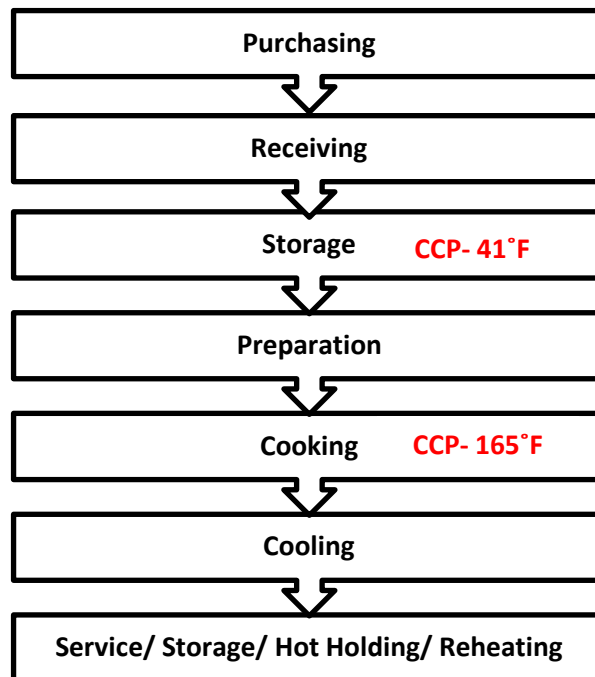 Purchasing
Receiving
Storage CCP- 41˚F
Preparation
Cooking CCP- 165˚F
Cooling
Service/ Storage/ Hot Holding/ Reheating